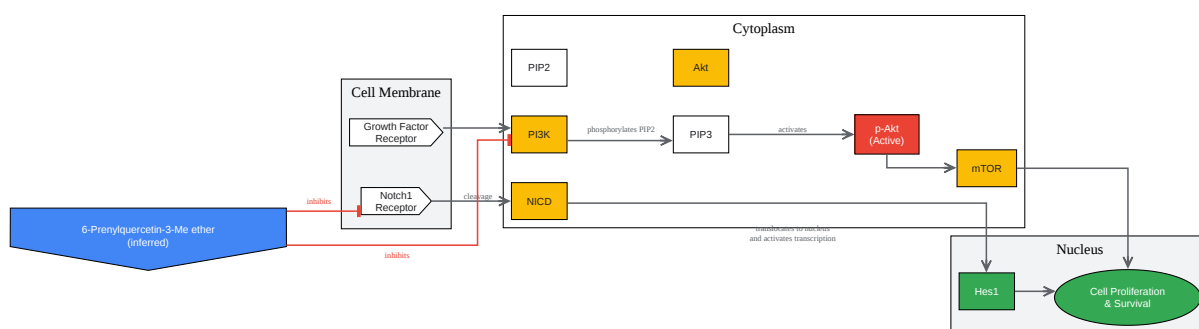 Cytoplasm
PIP2
Akt
Cell Membrane
Growth Factor
Receptor
PI3K
phosphorylates PIP2
PIP3
activates
p-Akt
(Active)
mTOR
Notch1
Receptor
cleavage
NICD
inhibits
6-Prenylquercetin-3-Me ether
(inferred)
inhibits
translocates to nucleus
and activates transcription
Nucleus
Hes1
Cell Proliferation
& Survival